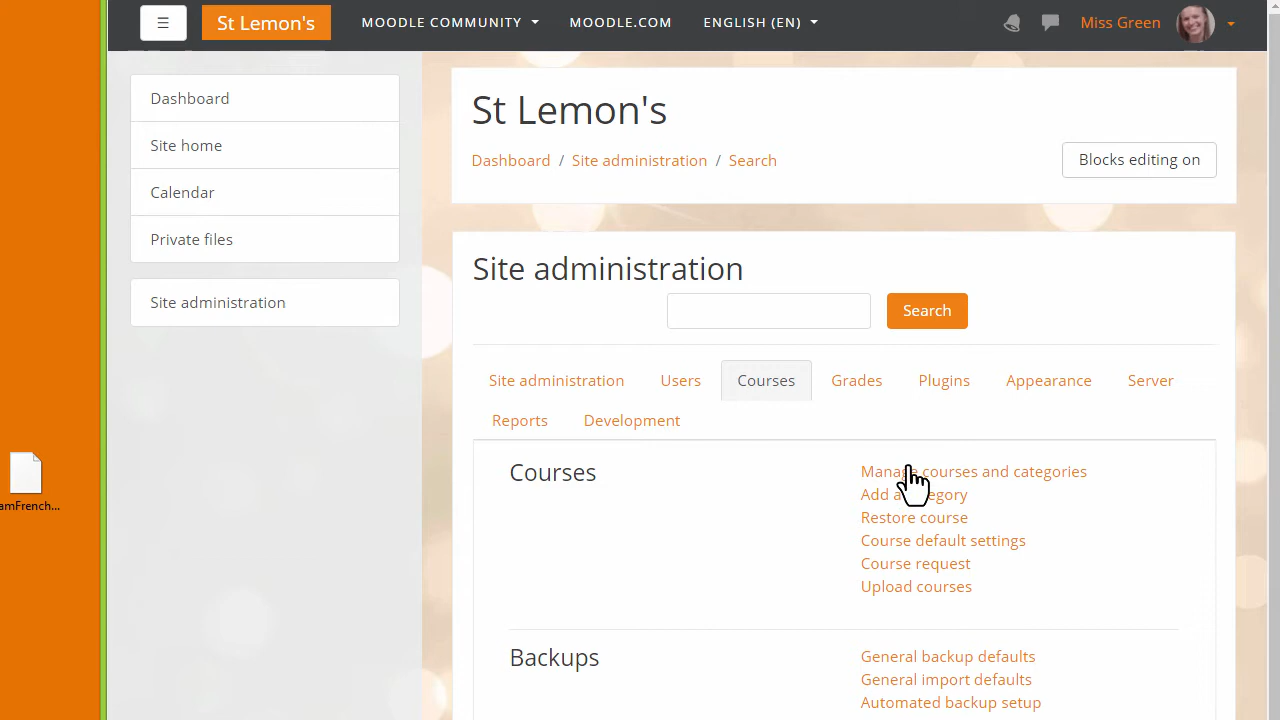 St Lemon's MOODLE COMMUNITY MOODLE.COM ENGLISH (EN) Miss Green
Dashboard
Site home
Calendar
Private files
Site administration
amFrench...
St Lemon's
Dashboard / Site administration / Search
Blocks editing on
Site administration
Search
Site administration Users Courses Grades Plugins Appearance Server
Reports Development
Courses
Manage courses and categories
Add a category
Restore course
Course default settings
Course request
Upload courses
Backups
General backup defaults
General import defaults
Automated backup setup